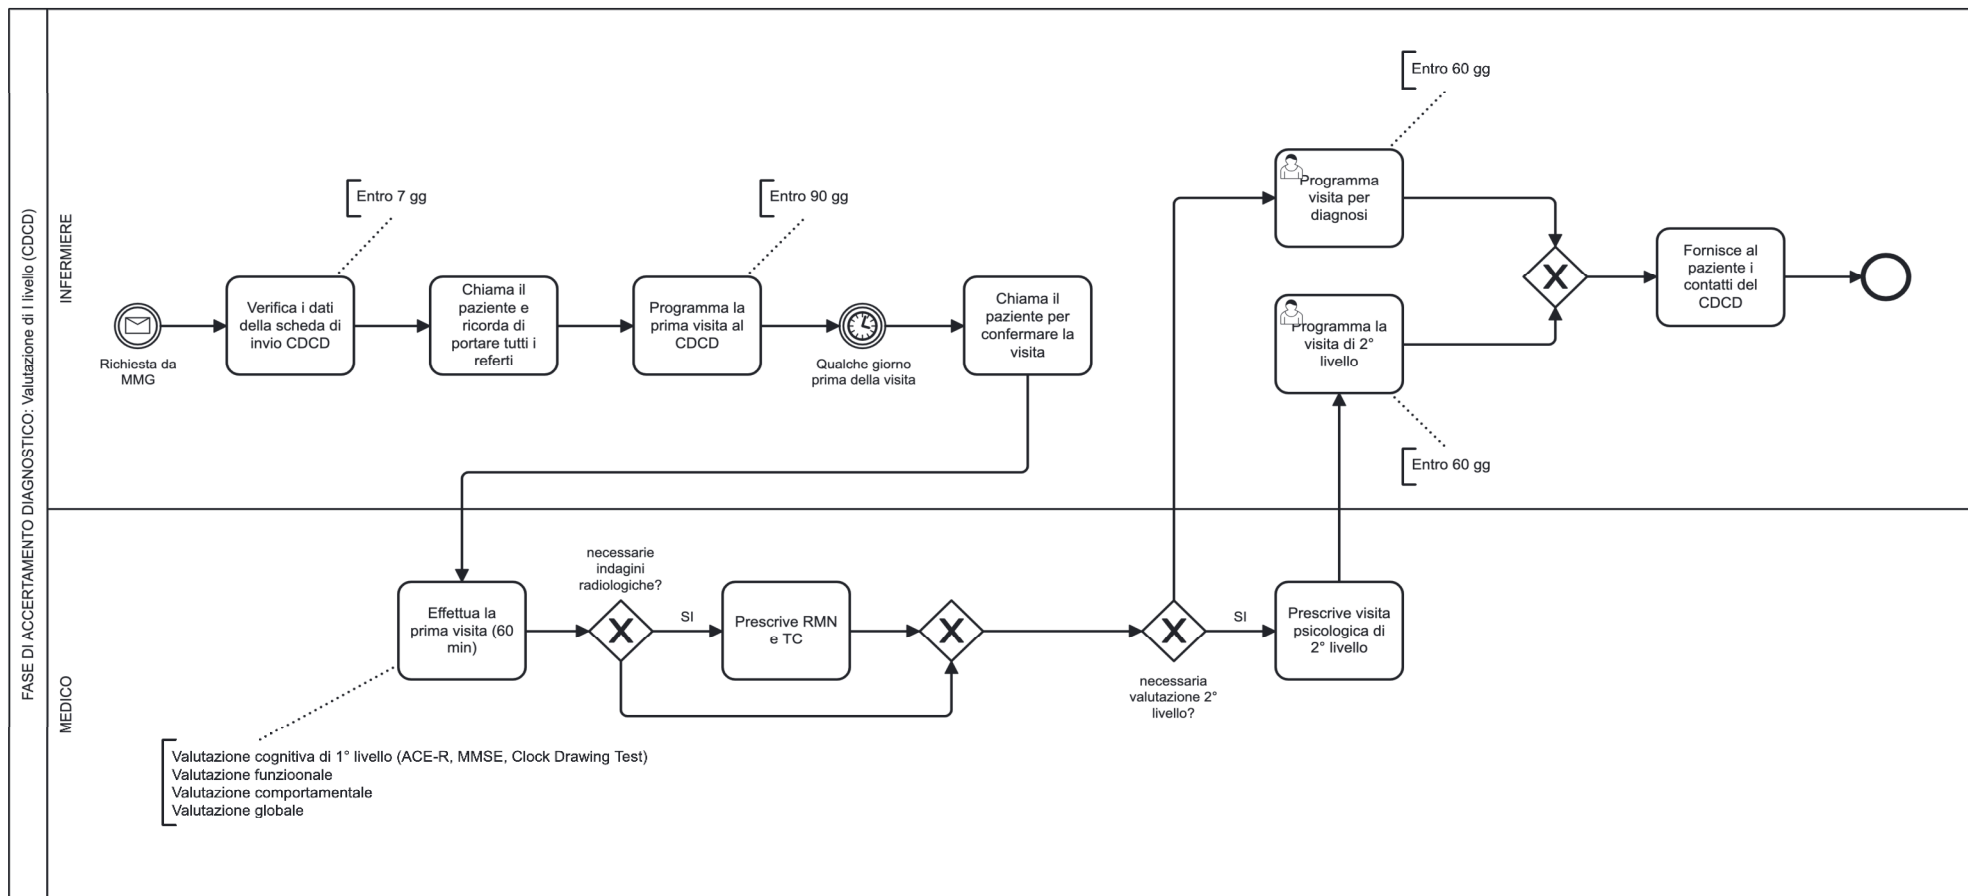 FASE DI ACCERTAMENTO DIAGNOSTICO: Valutazione di I livello (CDCD)
INFERMIERE
Richiesta da
MMG
Verifica i dati
della scheda di
invio CDCD
Entro 7 gg
Chiama il
paziente e
ricorda di
portare tutti i
referti
Programma la
prima visita al
CDCD
Entro 90 gg
Qualche giorno
prima della visita
Chiama il
paziente per
confermare la
visita
Programma
visita per
diagnosi
Entro 60 gg
Programma la
visita di 2°
livello
Entro 60 gg
Fornisce al
paziente i
contatti del
CDCD
MEDICO
Effettua la
prima visita (60
min)
Valutazione cognitiva di 1° livello (ACE-R, MMSE, Clock Drawing Test)
Valutazione funzioonale
Valutazione comportamentale
Valutazione globale
necessarie
indagini
radiologiche?
SI
Prescrive RMN
e TC
necessaria
valutazione 2°
livello?
SI
Prescrive visita
psicologica di
2° livello